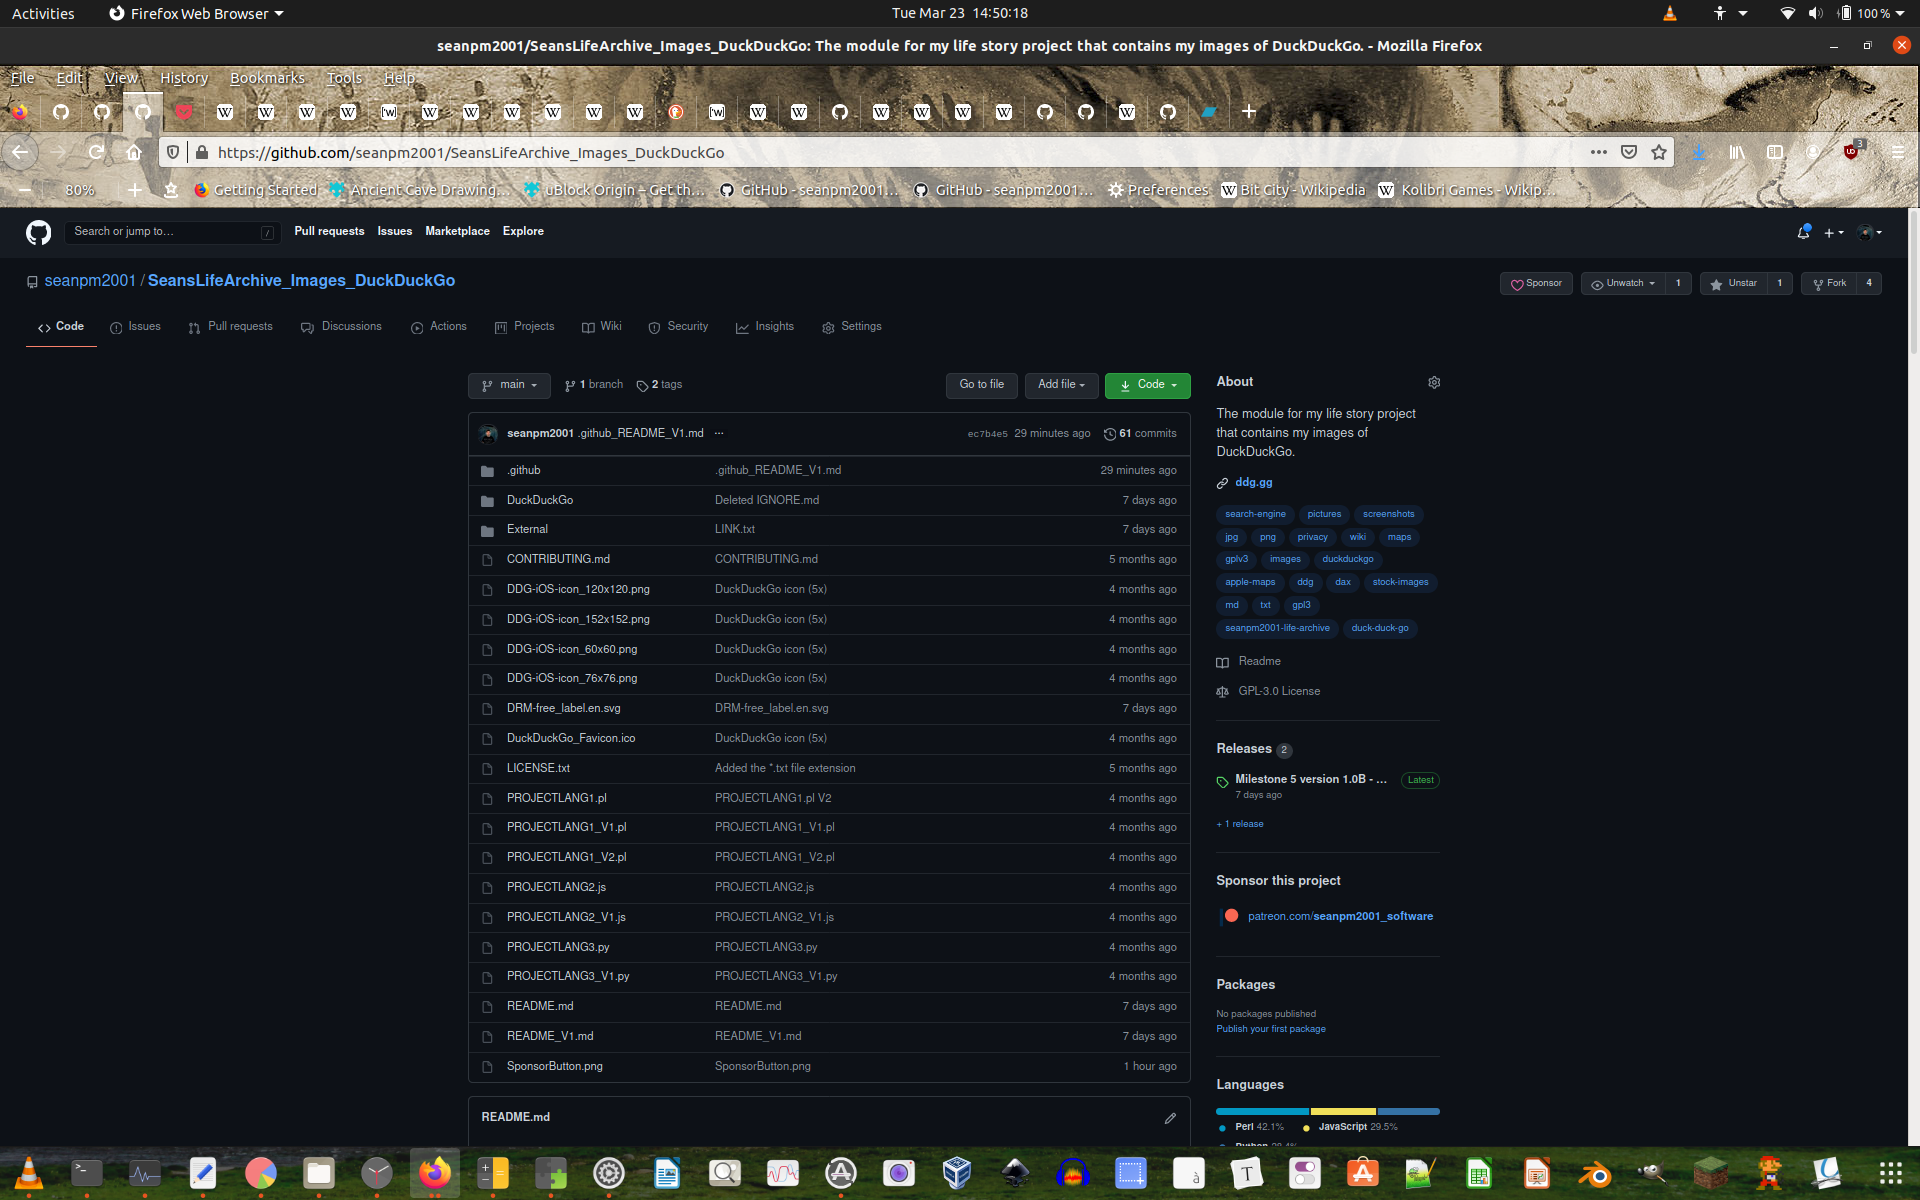 Activities Firefox Web Browser Tue Mar 23 14:50:18 100 %
seanpm2001/SeansLifeArchive_Images_DuckDuckGo: The module for my life story project that contains my images of DuckDuckGo. - Mozilla Firefox
File Edit View History Bookmarks Tools Help
https://github.com/seanpm2001/SeansLifeArchive_Images_DuckDuckGo 3
80% Getting Started Ancient Cave Drawing… uBlock Origin – Get th… GitHub - seanpm2001… GitHub - seanpm2001… Preferences Bit City - Wikipedia Kolibri Games - Wikip…
Search or jump to… / Pull requests Issues Marketplace Explore
seanpm2001 / SeansLifeArchive_Images_DuckDuckGo Sponsor Unwatch 1 Unstar 1 Fork 4
Code Issues Pull requests Discussions Actions Projects Wiki Security Insights Settings
main 1 branch 2 tags Go to file Add file Code
seanpm2001 .github_README_V1.md ... ec7b4e5 29 minutes ago 61 commits
.github .github_README_V1.md 29 minutes ago
DuckDuckGo Deleted IGNORE.md 7 days ago
External LINK.txt 7 days ago
CONTRIBUTING.md CONTRIBUTING.md 5 months ago
DDG-iOS-icon_120x120.png DuckDuckGo icon (5x) 4 months ago
DDG-iOS-icon_152x152.png DuckDuckGo icon (5x) 4 months ago
DDG-iOS-icon_60x60.png DuckDuckGo icon (5x) 4 months ago
DDG-iOS-icon_76x76.png DuckDuckGo icon (5x) 4 months ago
DRM-free_label.en.svg DRM-free_label.en.svg 7 days ago
DuckDuckGo_Favicon.ico DuckDuckGo icon (5x) 4 months ago
LICENSE.txt Added the *.txt file extension 5 months ago
PROJECTLANG1.pl PROJECTLANG1.pl V2 4 months ago
PROJECTLANG1_V1.pl PROJECTLANG1_V1.pl 4 months ago
PROJECTLANG1_V2.pl PROJECTLANG1_V2.pl 4 months ago
PROJECTLANG2.js PROJECTLANG2.js 4 months ago
PROJECTLANG2_V1.js PROJECTLANG2_V1.js 4 months ago
PROJECTLANG3.py PROJECTLANG3.py 4 months ago
PROJECTLANG3_V1.py PROJECTLANG3_V1.py 4 months ago
README.md README.md 7 days ago
README_V1.md README_V1.md 7 days ago
SponsorButton.png SponsorButton.png 1 hour ago
README.md
About
The module for my life story project
that contains my images of
DuckDuckGo.
ddg.gg
search-engine pictures screenshots
jpg png privacy wiki maps
gplv3 images duckduckgo
apple-maps ddg dax stock-images
md txt gpl3
seanpm2001-life-archive duck-duck-go
Readme
GPL-3.0 License
Releases 2
Milestone 5 version 1.0B - ... Latest
7 days ago
+ 1 release
Sponsor this project
patreon.com/seanpm2001_software
Packages
No packages published
Publish your first package
Languages
Perl 42.1% JavaScript 29.5%